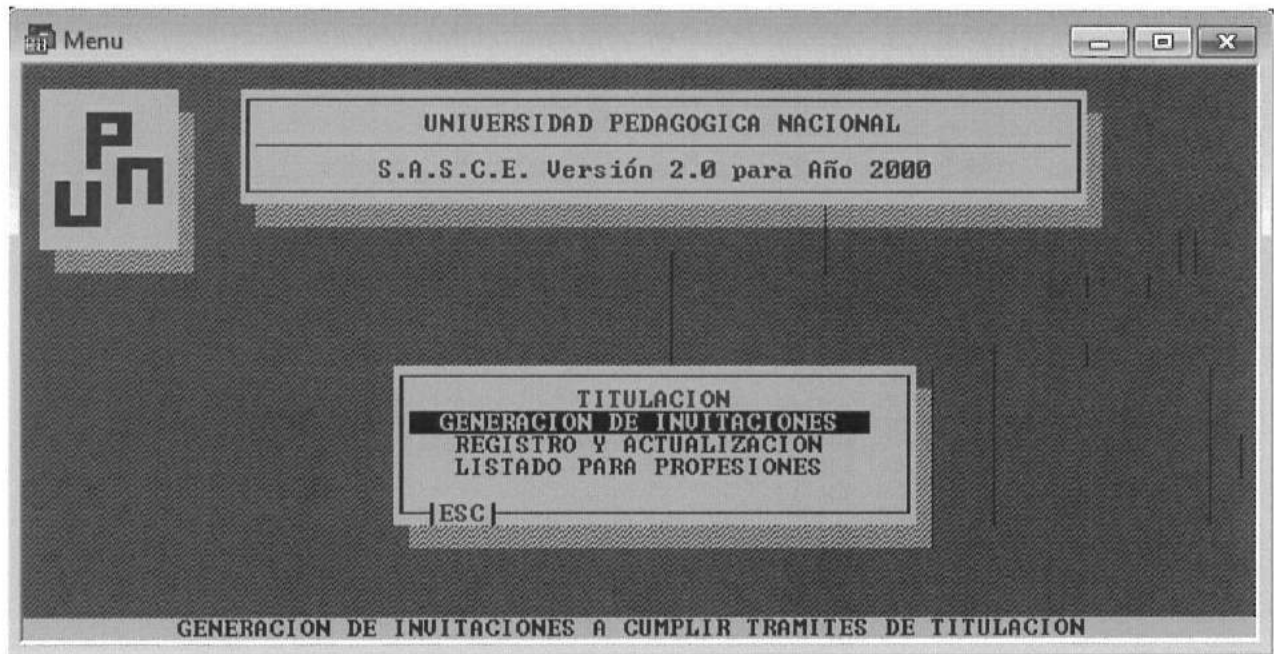 Menu
UPN
UNIVERSIDAD PEDAGOGICA NACIONAL
S.A.S.C.E. Versión 2.0 para Año 2000
TITULACION
GENERACION DE INVITACIONES
REGISTRO Y ACTUALIZACION
LISTADO PARA PROFESIONES
ESC
GENERACION DE INVITACIONES A CUMPLIR TRAMITES DE TITULACION